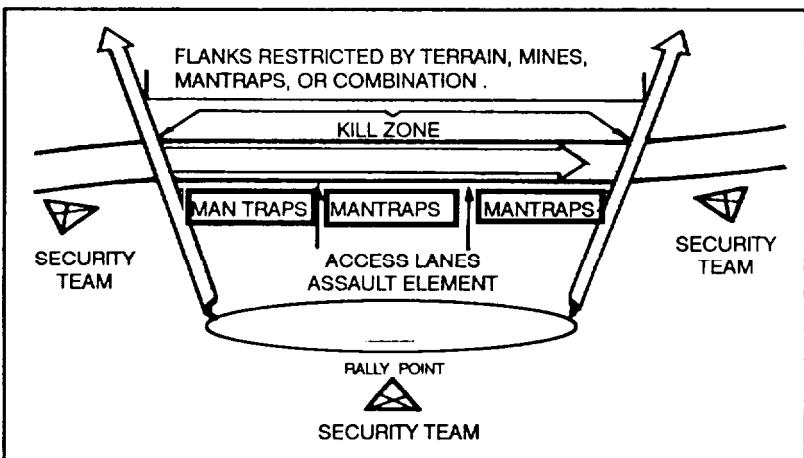 FLANKS RESTRICTED BY TERRAIN, MINES,
MANTRAPS, OR COMBINATION .
KILL ZONE
MAN TRAPS
MANTRAPS
MANTRAPS
SECURITY
TEAM
ACCESS LANES
ASSAULT ELEMENT
SECURITY
TEAM
RALLY POINT
SECURITY TEAM